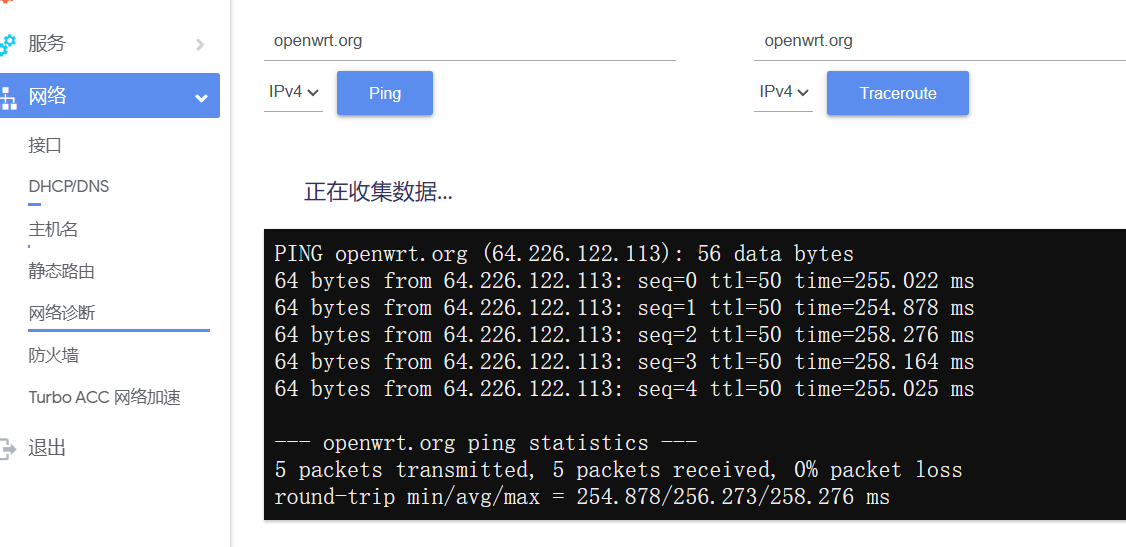 服务
网络
接口
DHCP/DNS
主机名
静态路由
网络诊断
防火墙
Turbo ACC 网络加速
退出
openwrt.org
openwrt.org
IPv4
Ping
IPv4
Traceroute
正在收集数据...
PING openwrt.org (64.226.122.113): 56 data bytes
64 bytes from 64.226.122.113: seq=0 ttl=50 time=255.022 ms
64 bytes from 64.226.122.113: seq=1 ttl=50 time=254.878 ms
64 bytes from 64.226.122.113: seq=2 ttl=50 time=258.276 ms
64 bytes from 64.226.122.113: seq=3 ttl=50 time=258.164 ms
64 bytes from 64.226.122.113: seq=4 ttl=50 time=255.025 ms
--- openwrt.org ping statistics ---
5 packets transmitted, 5 packets received, 0% packet loss
round-trip min/avg/max = 254.878/256.273/258.276 ms